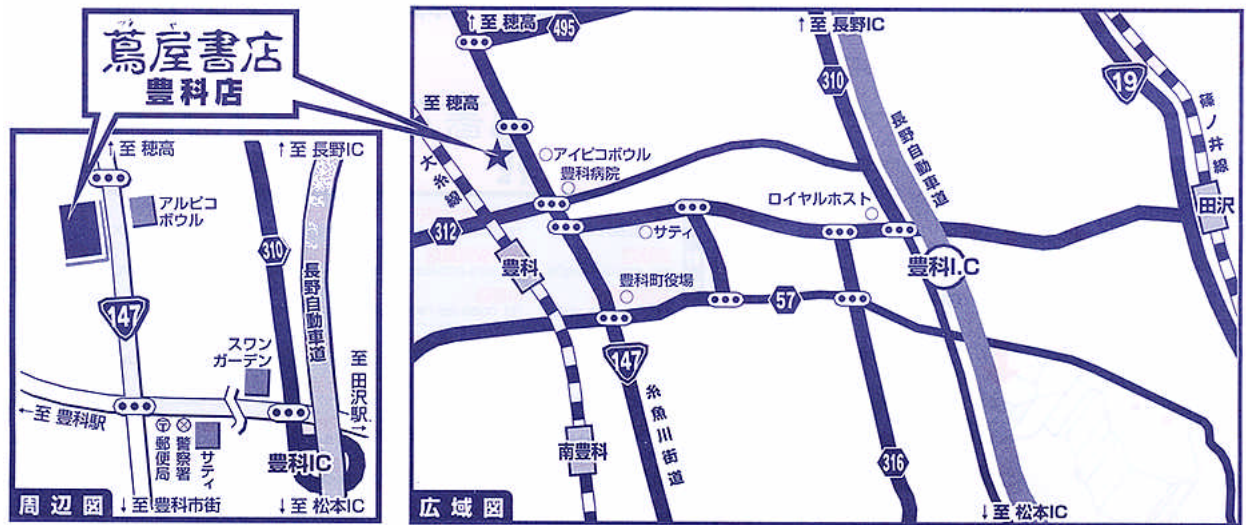 つた や
蔦屋書店
豊科店
↑至 穂高
↑至 長野IC
アルピコ
ボウル
310
長野自動車道
147
スワン
ガーデン
至 田沢駅→
←至 豊科駅
郵便局
警察署
サティ
豊科IC
周辺図
↓至 豊科市街
↓至 松本IC
↑至 穂高
495
↑至 長野IC
310
19
篠ノ井線
至 穂高
長野自動車道
アイピコボウル
豊科病院
大糸線
ロイヤルホスト
田沢
312
サティ
豊科
豊科I.C
豊科町役場
57
147
糸魚川街道
南豊科
316
広域図
↓至 松本IC